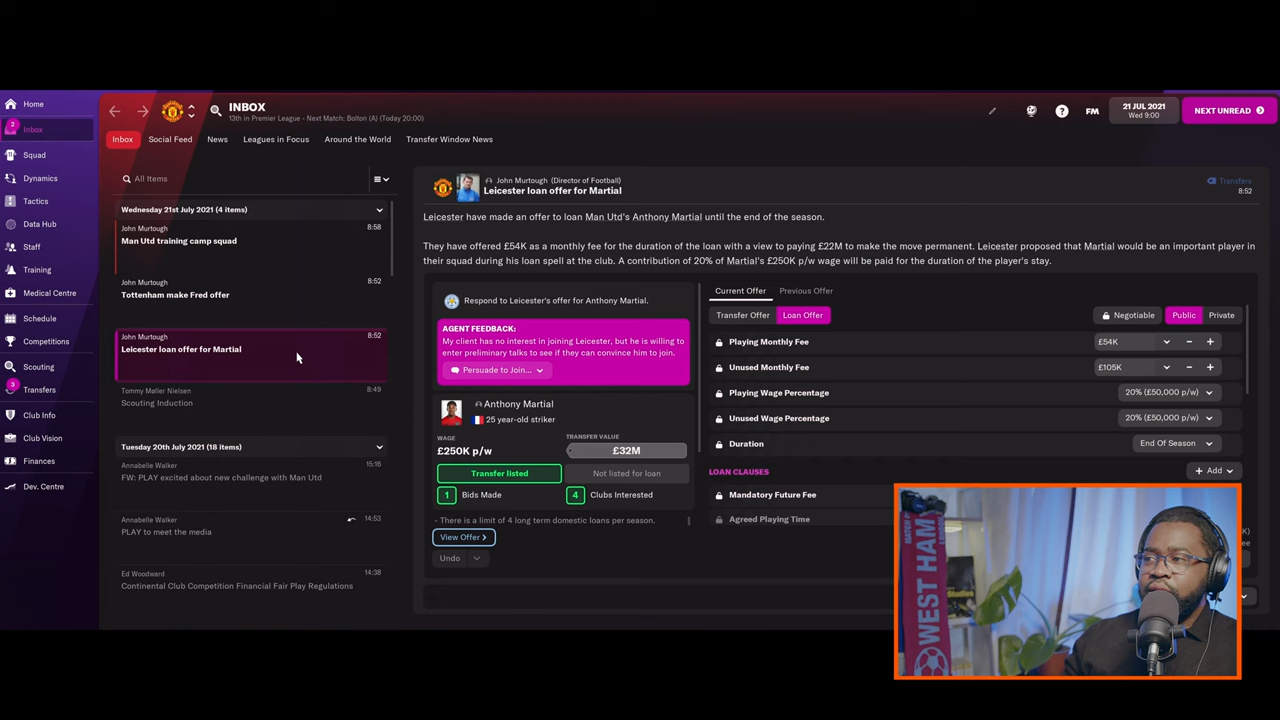 Home
INBOX
13th in Premier League - Next Match: Bolton (A) (Today 20:00)
FM
21 JUL 2021
Wed 9:00
NEXT UNREAD
2
Inbox
Squad
Dynamics
Tactics
Data Hub
Staff
Training
Medical Centre
Schedule
Competitions
Scouting
3
Transfers
Club Info
Club Vision
Finances
Dev. Centre
Inbox
Social Feed
News
Leagues in Focus
Around the World
Transfer Window News
All Items
Wednesday 21st July 2021 (4 items)
John Murtough
8:58
Man Utd training camp squad
John Murtough
8:52
Tottenham make Fred offer
John Murtough
8:52
Leicester loan offer for Martial
Tommy Møller Nielsen
8:49
Scouting Induction
Tuesday 20th July 2021 (18 items)
Annabelle Walker
15:16
FW: PLAY excited about new challenge with Man Utd
Annabelle Walker
14:53
PLAY to meet the media
Ed Woodward
14:38
Continental Club Competition Financial Fair Play Regulations
John Murtough (Director of Football)
Leicester loan offer for Martial
Transfers
8:52
Leicester have made an offer to loan Man Utd's Anthony Martial until the end of the season.
They have offered £54K as a monthly fee for the duration of the loan with a view to paying £22M to make the move permanent. Leicester proposed that Martial would be an important player in
their squad during his loan spell at the club. A contribution of 20% of Martial's £250K p/w wage will be paid for the duration of the player's stay.
Respond to Leicester's offer for Anthony Martial.
AGENT FEEDBACK:
My client has no interest in joining Leicester, but he is willing to
enter preliminary talks to see if they can convince him to join.
Persuade to Join...
Anthony Martial
25 year-old striker
WAGE
£250K p/w
TRANSFER VALUE
£32M
Transfer listed
Not listed for loan
1 Bids Made
4 Clubs Interested
- There is a limit of 4 long term domestic loans per season.
View Offer
Undo
Current Offer
Previous Offer
Transfer Offer
Loan Offer
Negotiable
Public
Private
Playing Monthly Fee
£54K
Unused Monthly Fee
£105K
Playing Wage Percentage
20% (£50,000 p/w)
Unused Wage Percentage
20% (£50,000 p/w)
Duration
End Of Season
LOAN CLAUSES
Add
Mandatory Future Fee
Agreed Playing Time
WEST HAM